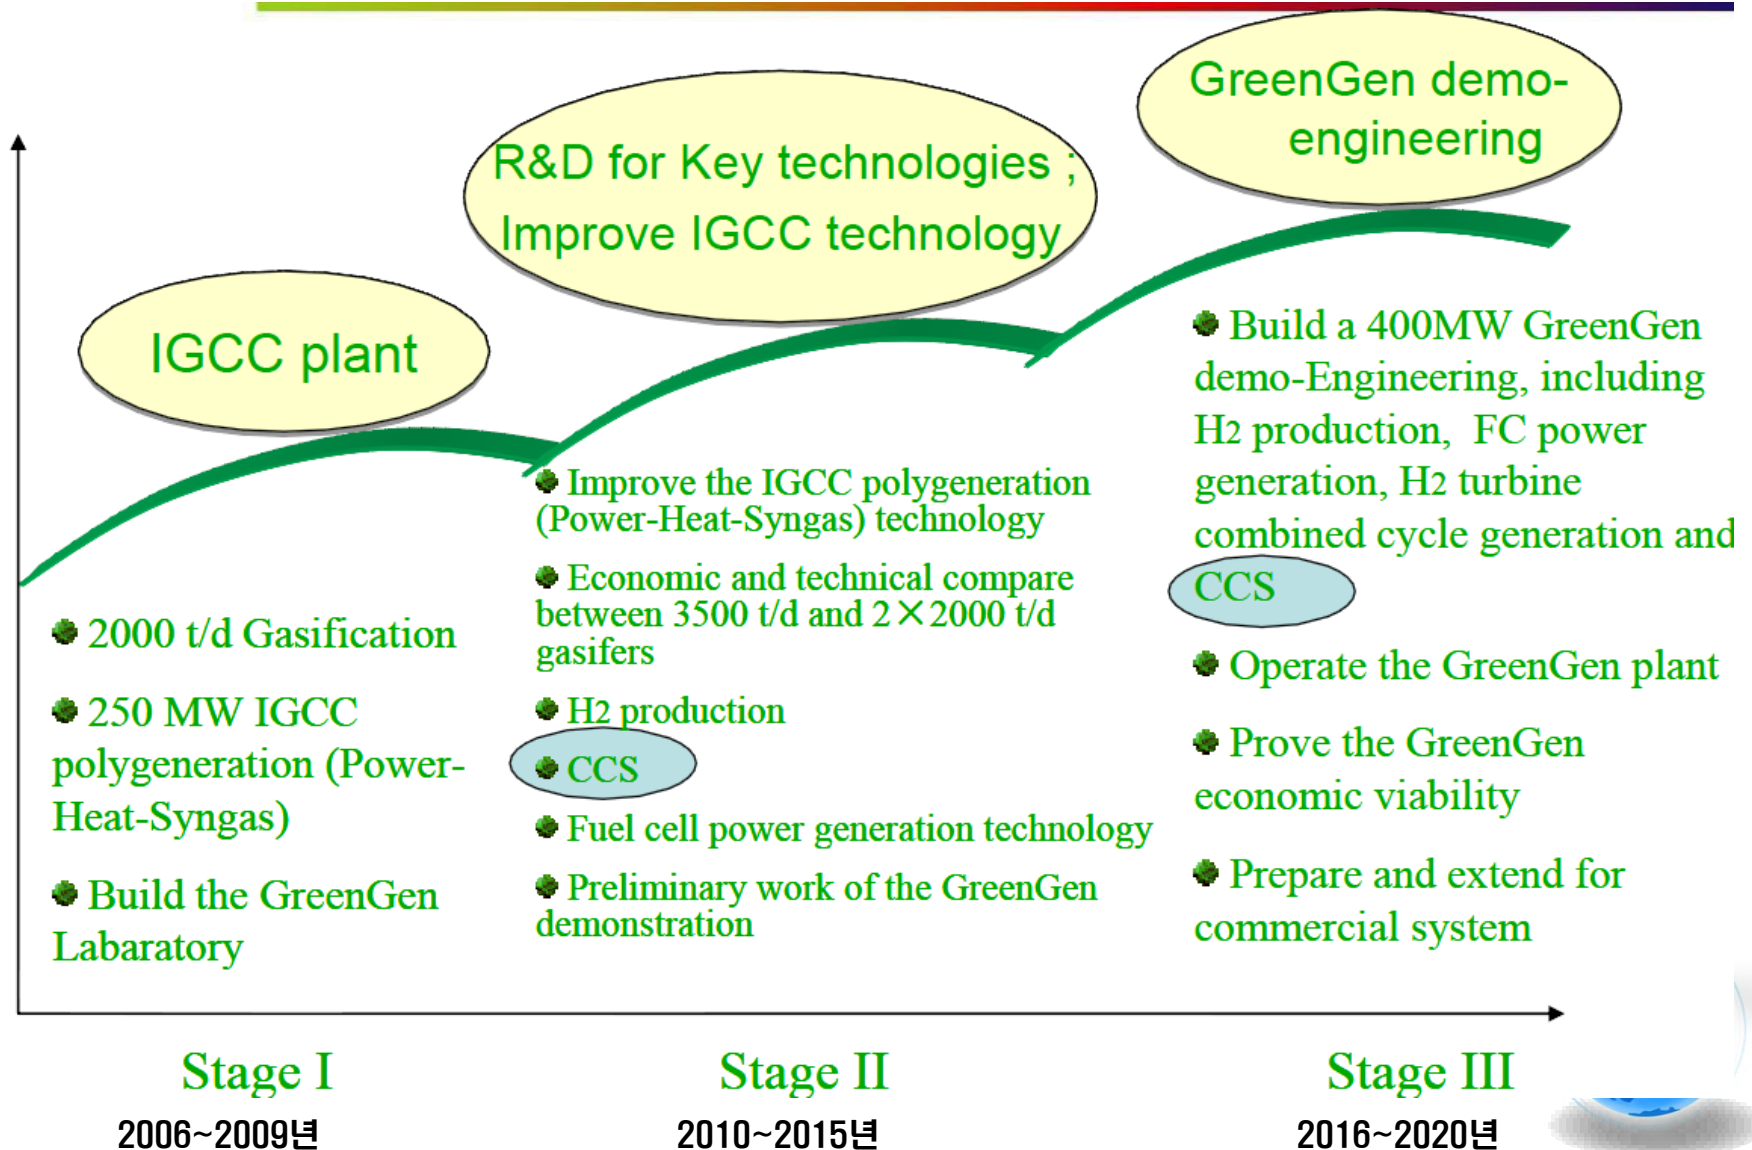 GreenGen demo-
engineering
R&D for Key technologies ;
Improve IGCC technology
IGCC plant
2000 t/d Gasification
250 MW IGCC
polygeneration (Power-
Heat-Syngas)
Build the GreenGen
Labaratory
Improve the IGCC polygeneration
(Power-Heat-Syngas) technology
Economic and technical compare
between 3500 t/d and 2×2000 t/d
gasifers
H2 production
CCS
Fuel cell power generation technology
Preliminary work of the GreenGen
demonstration
Build a 400MW GreenGen
demo-Engineering, including
H2 production, FC power
generation, H2 turbine
combined cycle generation and
CCS
Operate the GreenGen plant
Prove the GreenGen
economic viability
Prepare and extend for
commercial system
Stage I
Stage II
Stage III
2006~2009년
2010~2015년
2016~2020년